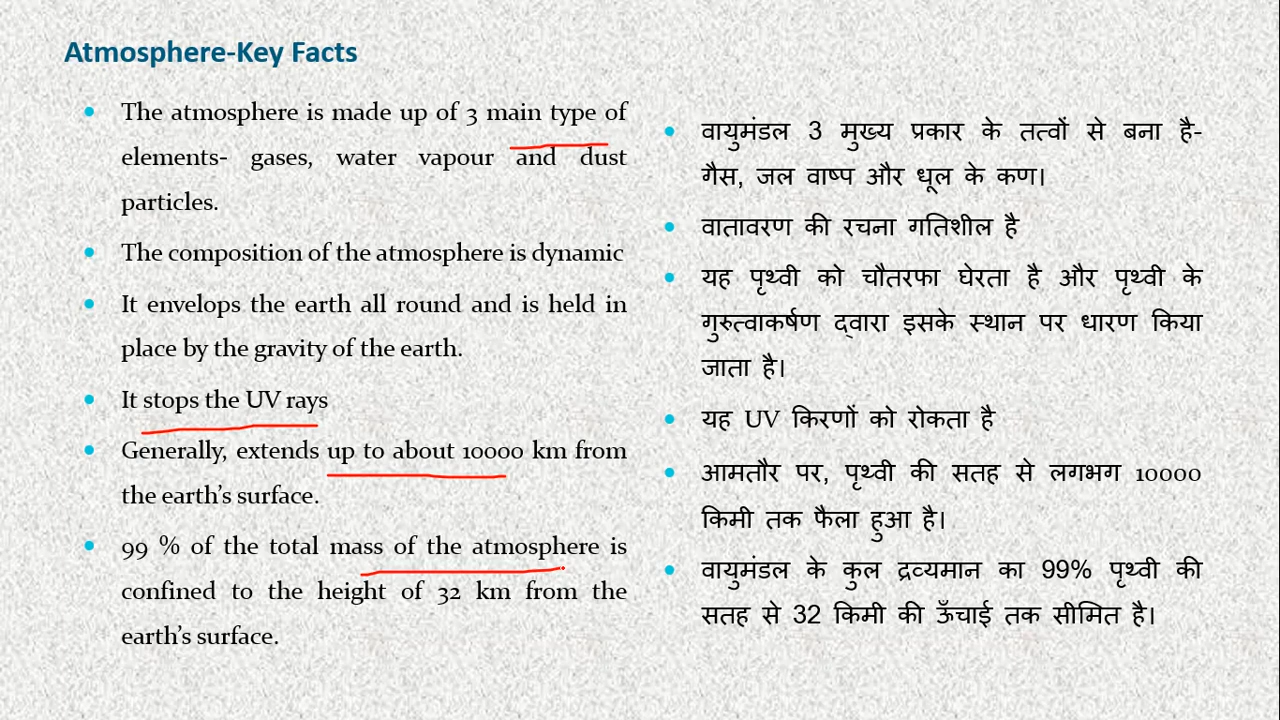 Atmosphere-Key Facts
• The atmosphere is made up of 3 main type of
elements- gases, water vapour and dust
particles.
• The composition of the atmosphere is dynamic
• It envelops the earth all round and is held in
place by the gravity of the earth.
• It stops the UV rays
• Generally, extends up to about 10000 km from
the earth's surface.
• 99 % of the total mass of the atmosphere is
confined to the height of 32 km from the
earth's surface.
• वायुमंडल 3 मुख्य प्रकार के तत्वों से बना है-
गैस, जल वाष्प और धूल के कण।
• वातावरण की रचना गतिशील है
• यह पृथ्वी को चौतरफा घेरता है और पृथ्वी के
गुरुत्वाकर्षण द्वारा इसके स्थान पर धारण किया
जाता है।
• यह UV किरणों को रोकता है
• आमतौर पर, पृथ्वी की सतह से लगभग 10000
किमी तक फैला हुआ है।
• वायुमंडल के कुल द्रव्यमान का 99% पृथ्वी की
सतह से 32 किमी की ऊँचाई तक सीमित है।